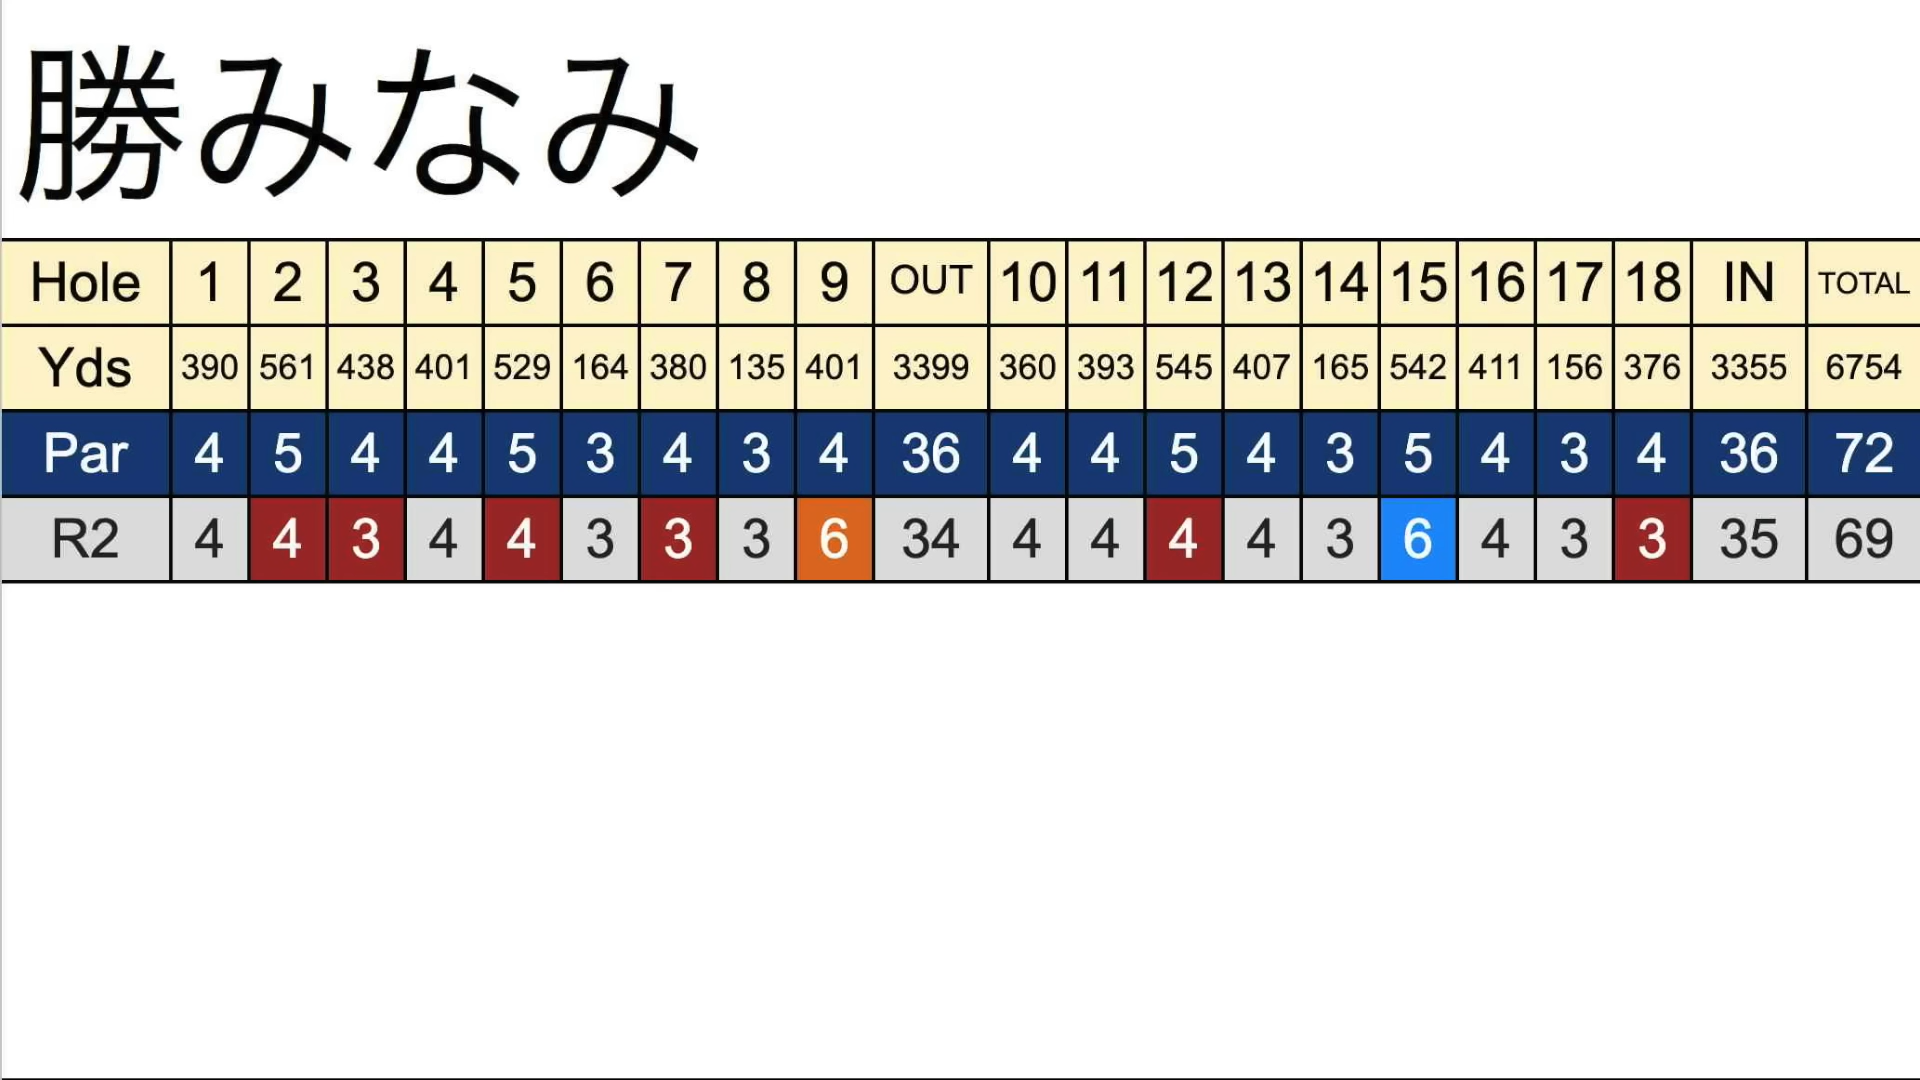 勝みなみ
Hole 1 2 3 4 5 6 7 8 9 OUT 10 11 12 13 14 15 16 17 18 IN TOTAL
Yds 390 561 438 401 529 164 380 135 401 3399 360 393 545 407 165 542 411 156 376 3355 6754
Par 4 5 4 4 5 3 4 3 4 36 4 4 5 4 3 5 4 3 4 36 72
R2 4 4 3 4 4 3 3 3 6 34 4 4 4 4 3 6 4 3 3 35 69